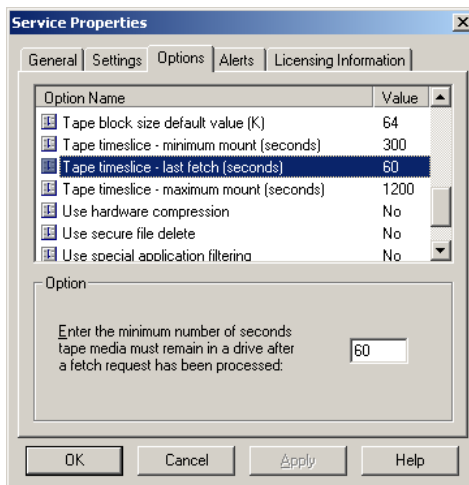 Service Properties
General Settings Options Alerts Licensing Information
Option Name Value
Tape block size default value (K) 64
Tape timeslice - minimum mount (seconds) 300
Tape timeslice - last fetch (seconds) 60
Tape timeslice - maximum mount (seconds) 1200
Use hardware compression No
Use secure file delete No
Use special application filtering No
Option
Enter the minimum number of seconds
tape media must remain in a drive after
a fetch request has been processed:
60
OK Cancel Apply Help